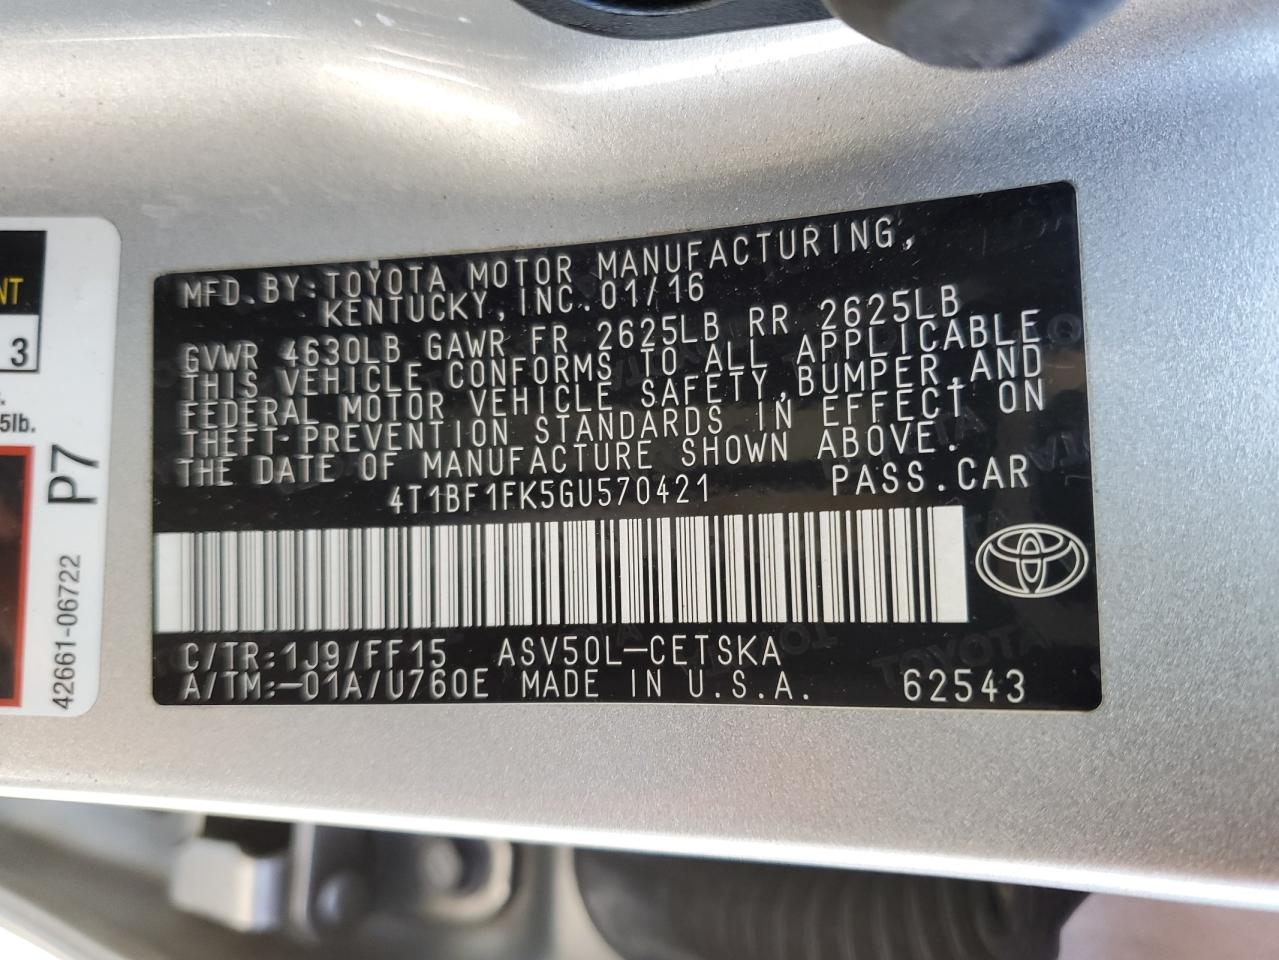 NT
3
5lb.
P7
42661-06722
MFD.BY:TOYOTA MOTOR MANUFACTURING,
KENTUCKY,INC.01/16
GVWR 4630LB GAWR FR 2625LB RR 2625LB
THIS VEHICLE CONFORMS TO ALL APPLICABLE
FEDERAL MOTOR VEHICLE SAFETY,BUMPER,AND
THEFT-PREVENTION STANDARDS IN EFFECT ON
THE DATE OF MANUFACTURE SHOWN ABOVE.
4T1BF1FK5GU570421 PASS.CAR
C/TR:1J9/FF15 ASV50L-CETSKA
A/TM:-01A/U760E MADE IN U.S.A. 62543